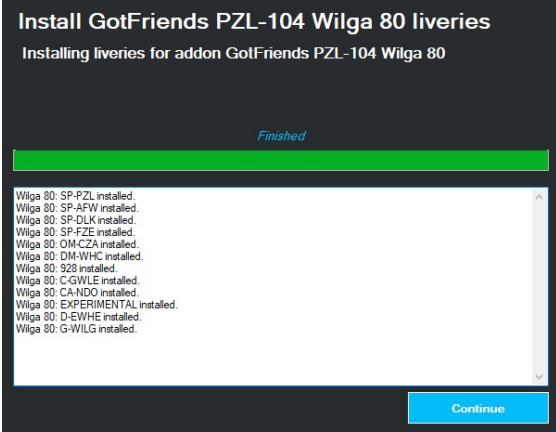 Install GotFriends PZL-104 Wilga 80 liveries
Installing liveries for addon GotFriends PZL-104 Wilga 80
Finished
Wilga 80: SP-PZL installed.
Wilga 80: SP-AFW installed.
Wilga 80: SP-DLK installed.
Wilga 80: SP-FZE installed.
Wilga 80: OM-CZA installed.
Wilga 80: DM-WHC installed.
Wilga 80: 928 installed.
Wilga 80: C-GWLE installed.
Wilga 80: CA-NDO installed.
Wilga 80: EXPERIMENTAL installed.
Wilga 80: D-EWHE installed.
Wilga 80: G-WILG installed.
Continue